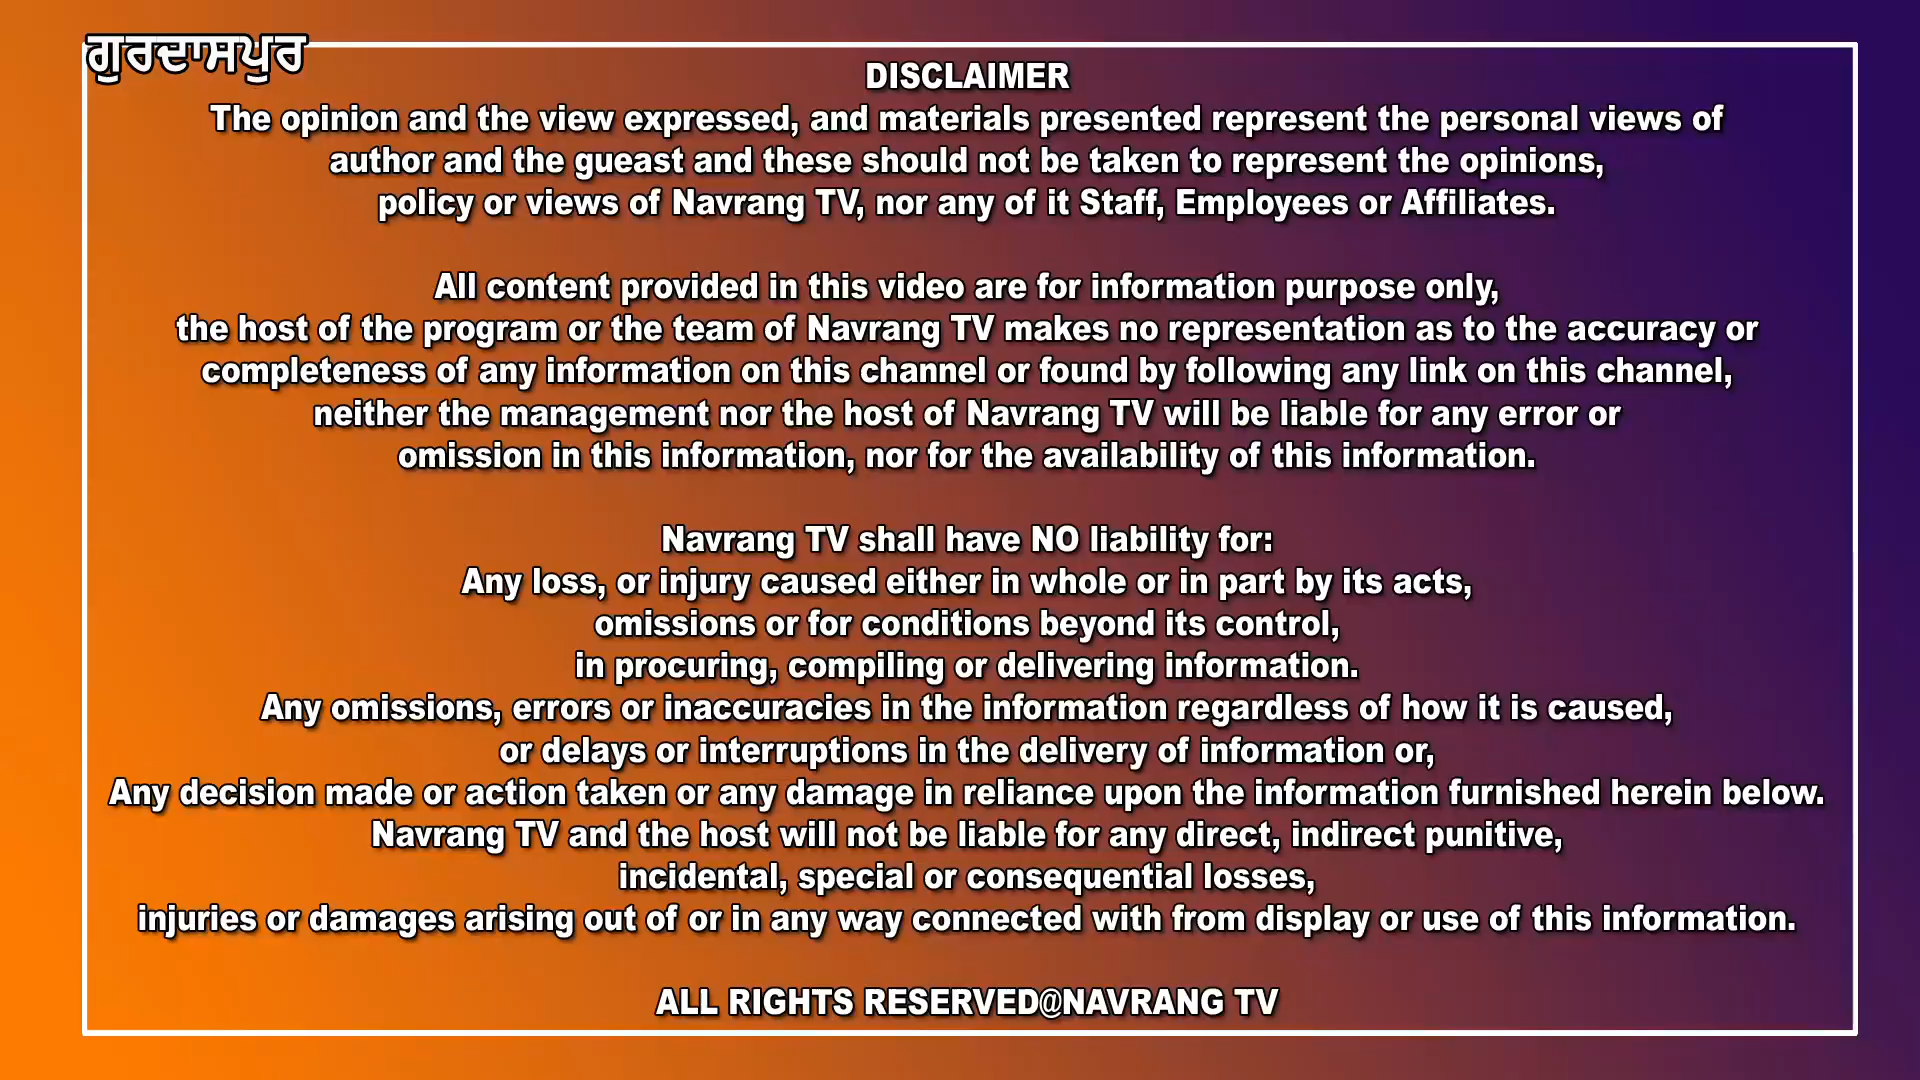 ਗੁਰਦਾਸਪੁਰ
DISCLAIMER
The opinion and the view expressed, and materials presented represent the personal views of
author and the gueast and these should not be taken to represent the opinions,
policy or views of Navrang TV, nor any of it Staff, Employees or Affiliates.
All content provided in this video are for information purpose only,
the host of the program or the team of Navrang TV makes no representation as to the accuracy or
completeness of any information on this channel or found by following any link on this channel,
neither the management nor the host of Navrang TV will be liable for any error or
omission in this information, nor for the availability of this information.
Navrang TV shall have NO liability for:
Any loss, or injury caused either in whole or in part by its acts,
omissions or for conditions beyond its control,
in procuring, compiling or delivering information.
Any omissions, errors or inaccuracies in the information regardless of how it is caused,
or delays or interruptions in the delivery of information or,
Any decision made or action taken or any damage in reliance upon the information furnished herein below.
Navrang TV and the host will not be liable for any direct, indirect punitive,
incidental, special or consequential losses,
injuries or damages arising out of or in any way connected with from display or use of this information.
ALL RIGHTS RESERVED@NAVRANG TV